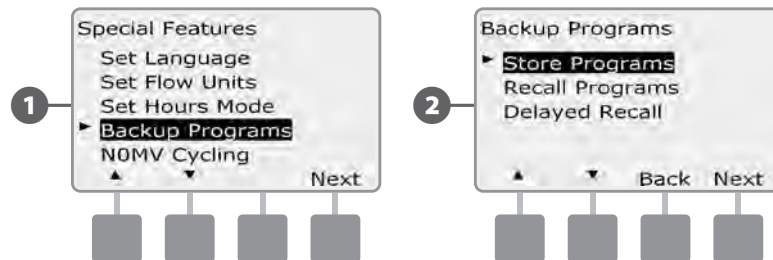 1
Special Features
Set Language
Set Flow Units
Set Hours Mode
► Backup Programs
N0MV Cycling
▲ ▼ Next
2
Backup Programs
► Store Programs
Recall Programs
Delayed Recall
▲ ▼ Back Next